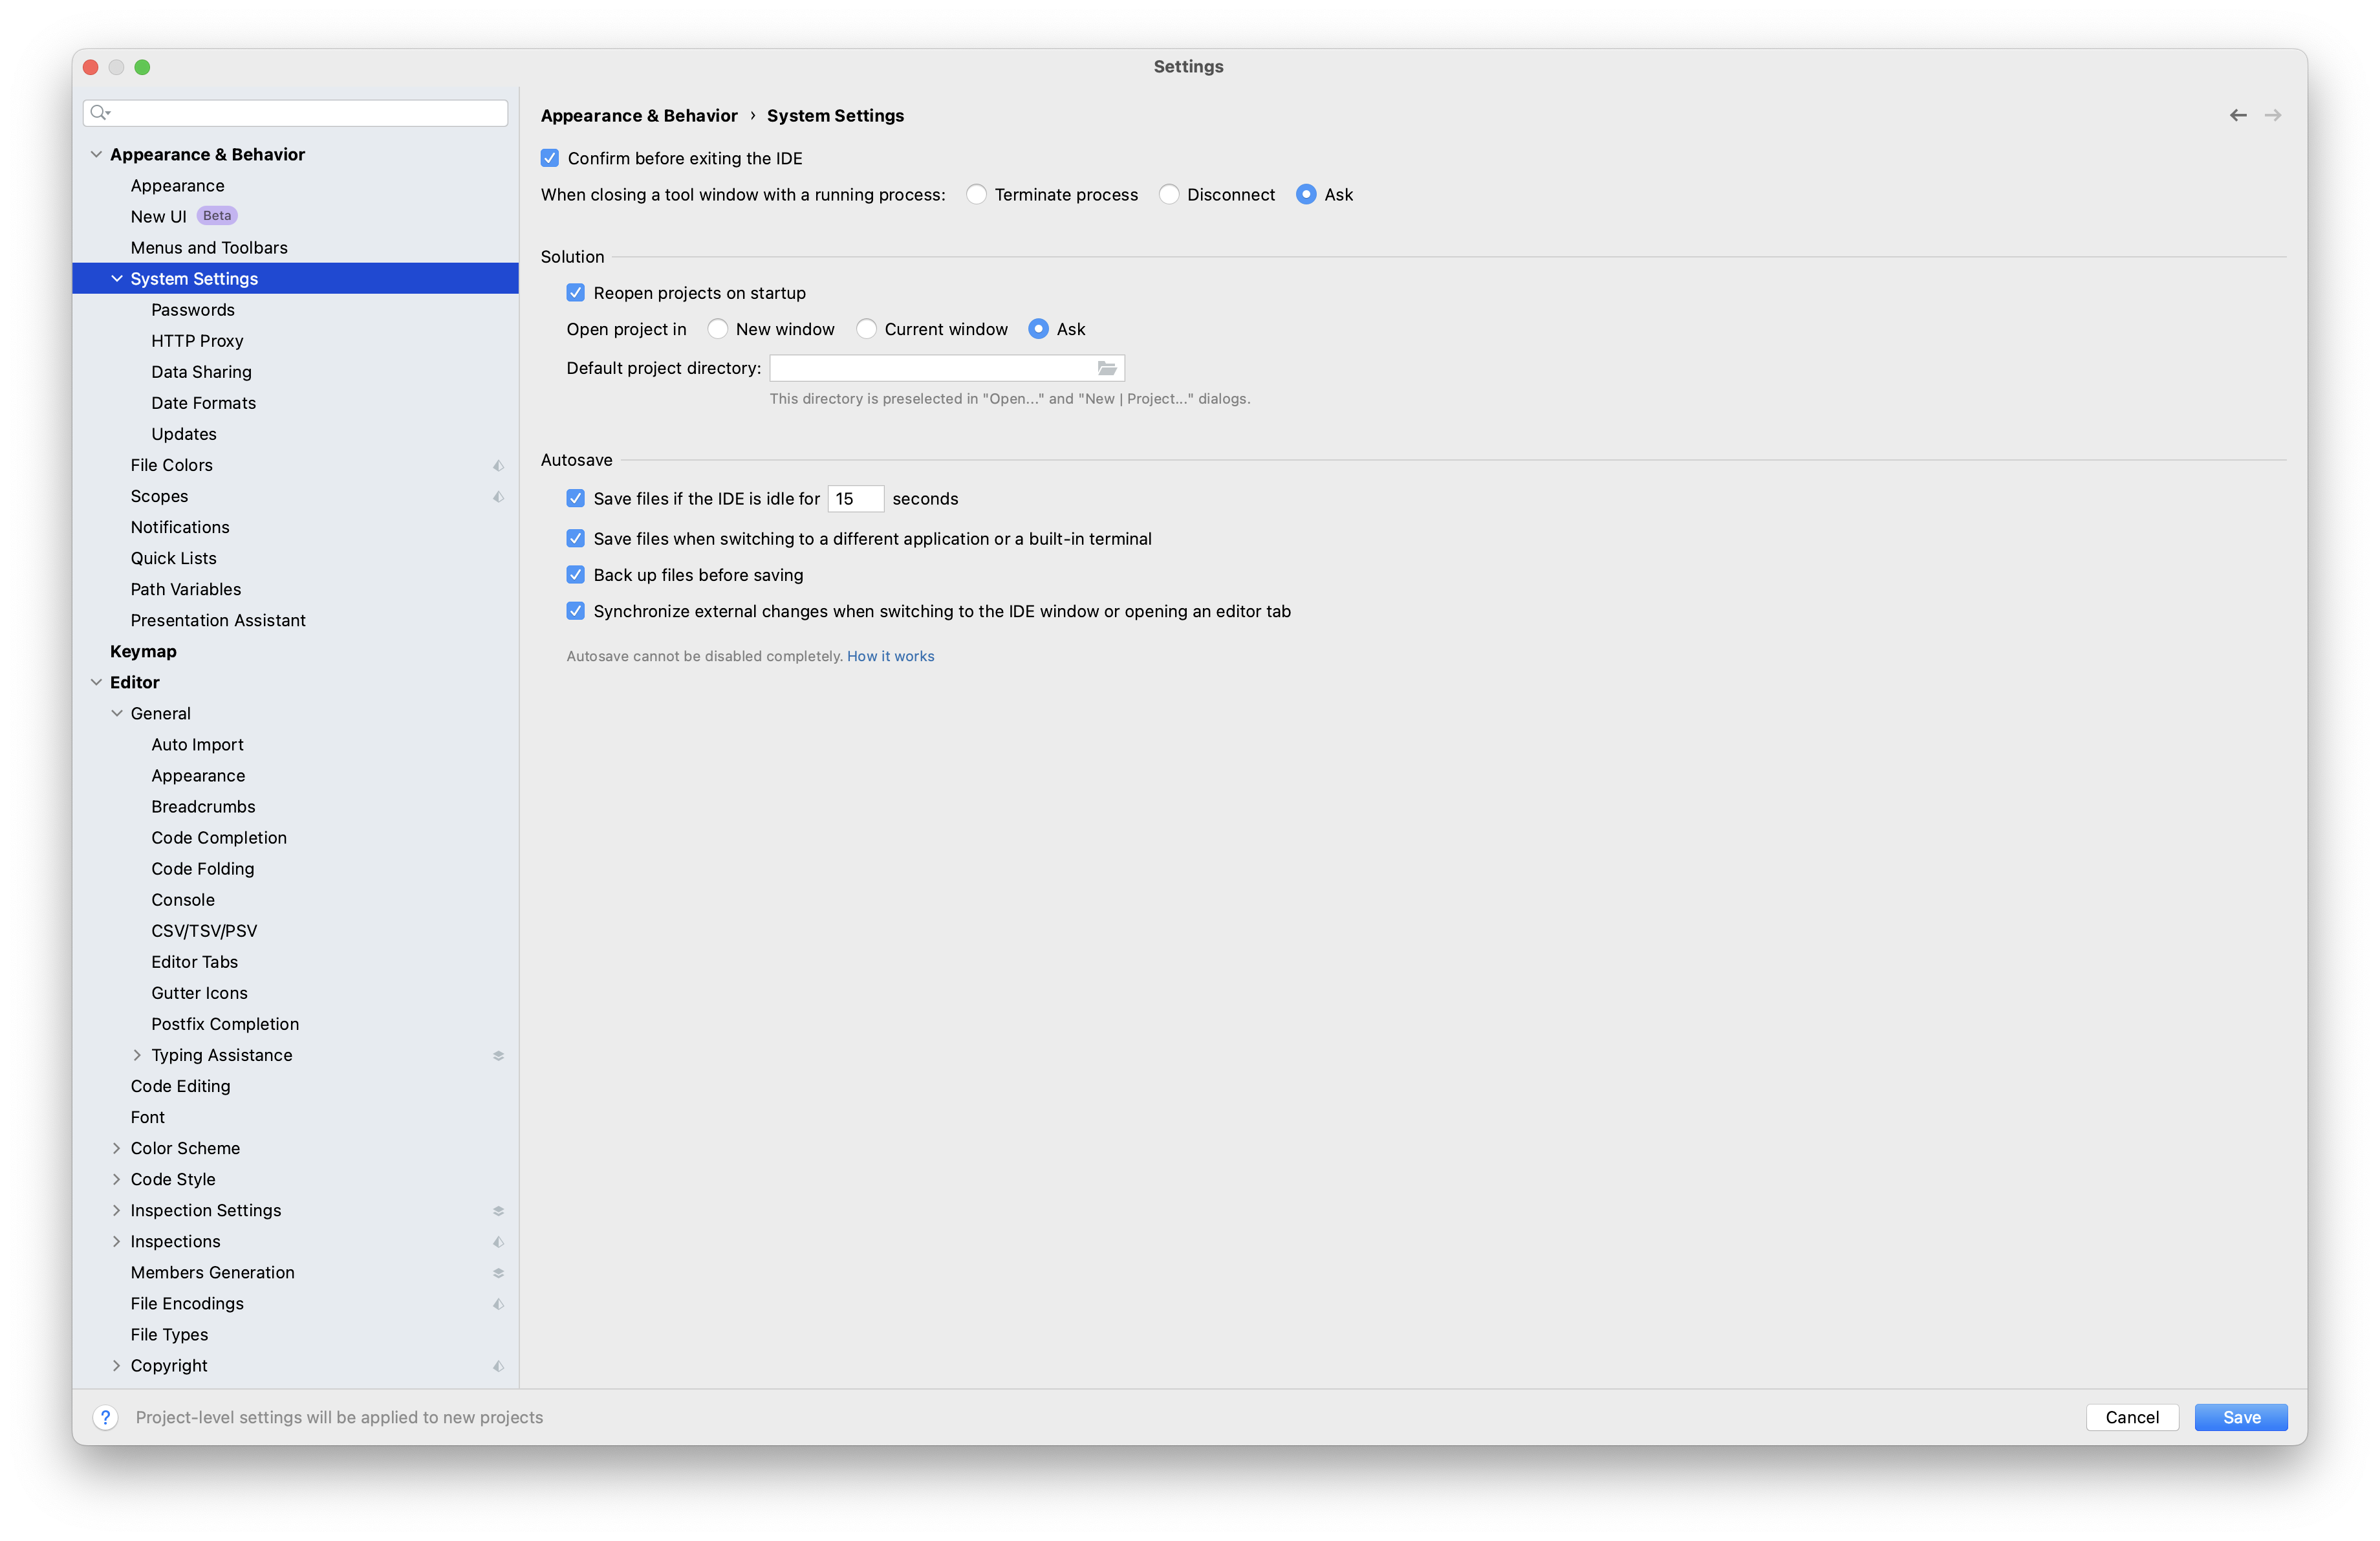 Settings
Appearance & Behavior
Appearance
New UI Beta
Menus and Toolbars
System Settings
Passwords
HTTP Proxy
Data Sharing
Date Formats
Updates
File Colors
Scopes
Notifications
Quick Lists
Path Variables
Presentation Assistant
Keymap
Editor
General
Auto Import
Appearance
Breadcrumbs
Code Completion
Code Folding
Console
CSV/TSV/PSV
Editor Tabs
Gutter Icons
Postfix Completion
Typing Assistance
Code Editing
Font
Color Scheme
Code Style
Inspection Settings
Inspections
Members Generation
File Encodings
File Types
Copyright
Appearance & Behavior › System Settings
Confirm before exiting the IDE
When closing a tool window with a running process: Terminate process Disconnect Ask
Solution
Reopen projects on startup
Open project in New window Current window Ask
Default project directory:
This directory is preselected in "Open..." and "New | Project..." dialogs.
Autosave
Save files if the IDE is idle for 15 seconds
Save files when switching to a different application or a built-in terminal
Back up files before saving
Synchronize external changes when switching to the IDE window or opening an editor tab
Autosave cannot be disabled completely. How it works
? Project-level settings will be applied to new projects
Cancel Save